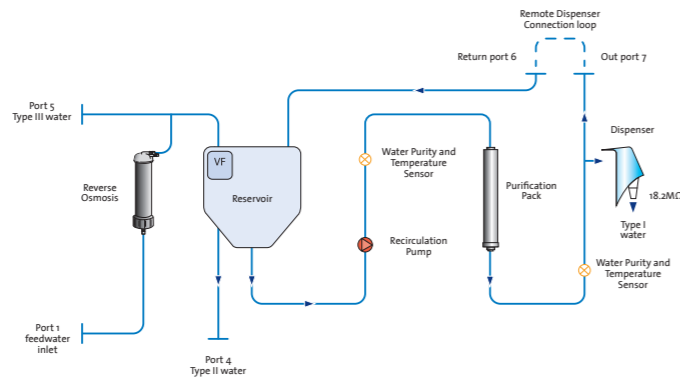 Remote Dispenser
Connection loop
Return port 6
Out port 7
Port 5
Type III water
Dispenser
VF
Water Purity and
Temperature
Sensor
Reverse
Osmosis
Reservoir
Purification
Pack
18.2MΩ
Type I
water
Recirculation
Pump
Water Purity and
Temperature
Sensor
Port 1
feedwater
inlet
Port 4
Type II water